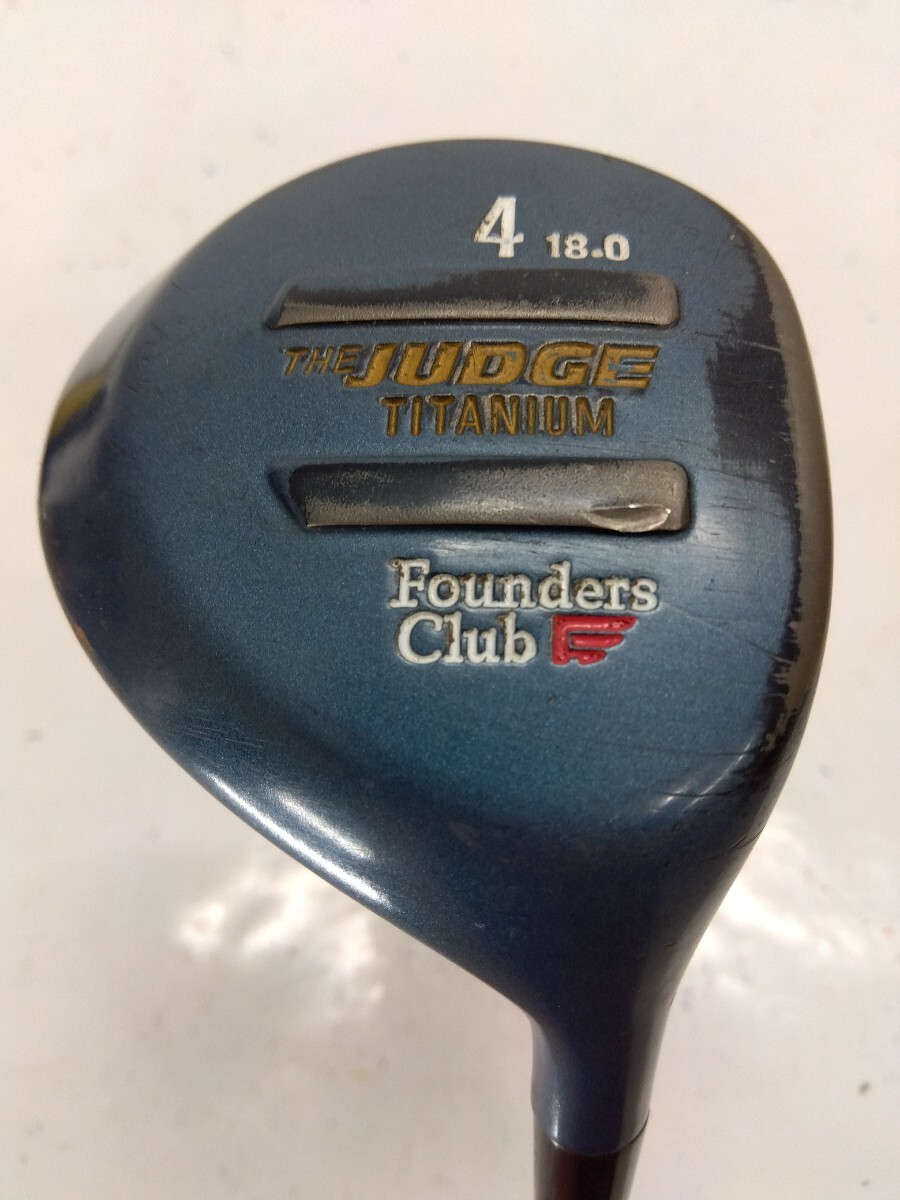 4 18.0
THE JUDGE
TITANIUM
Founders
Club